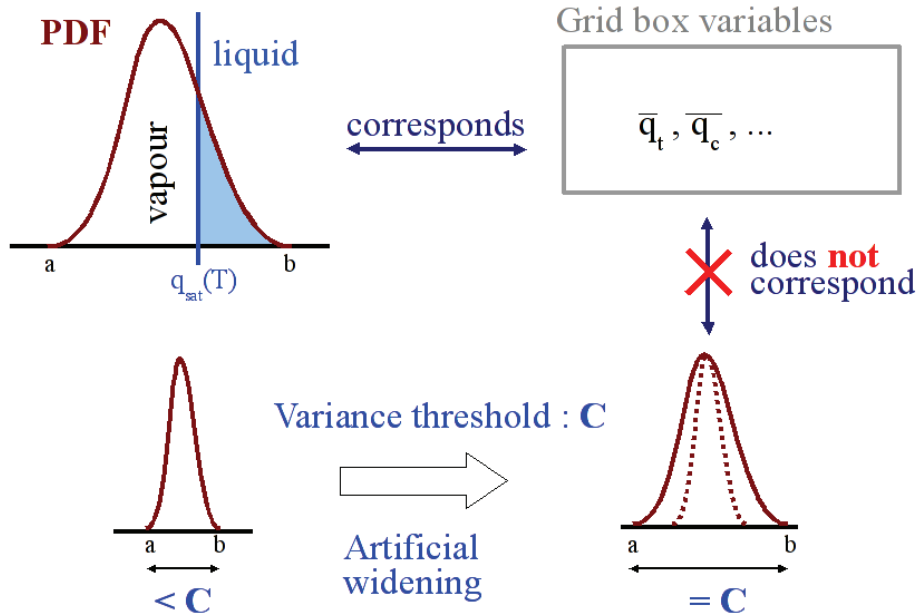 PDF
liquid
vapour
a
b
q_sat(T)
corresponds
Grid box variables
q̅_t , q̅_c , ...
does not
correspond
a
b
< C
Variance threshold : C
Artificial
widening
a
b
= C